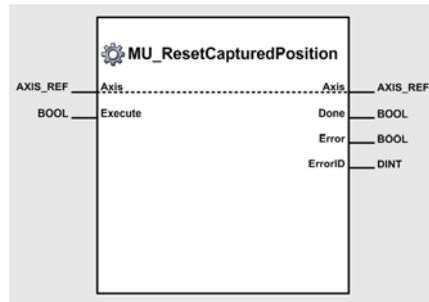 MU_ResetCapturedPosition
AXIS_REF Axis Axis AXIS_REF
BOOL Execute Done BOOL
Error BOOL
ErrorID DINT